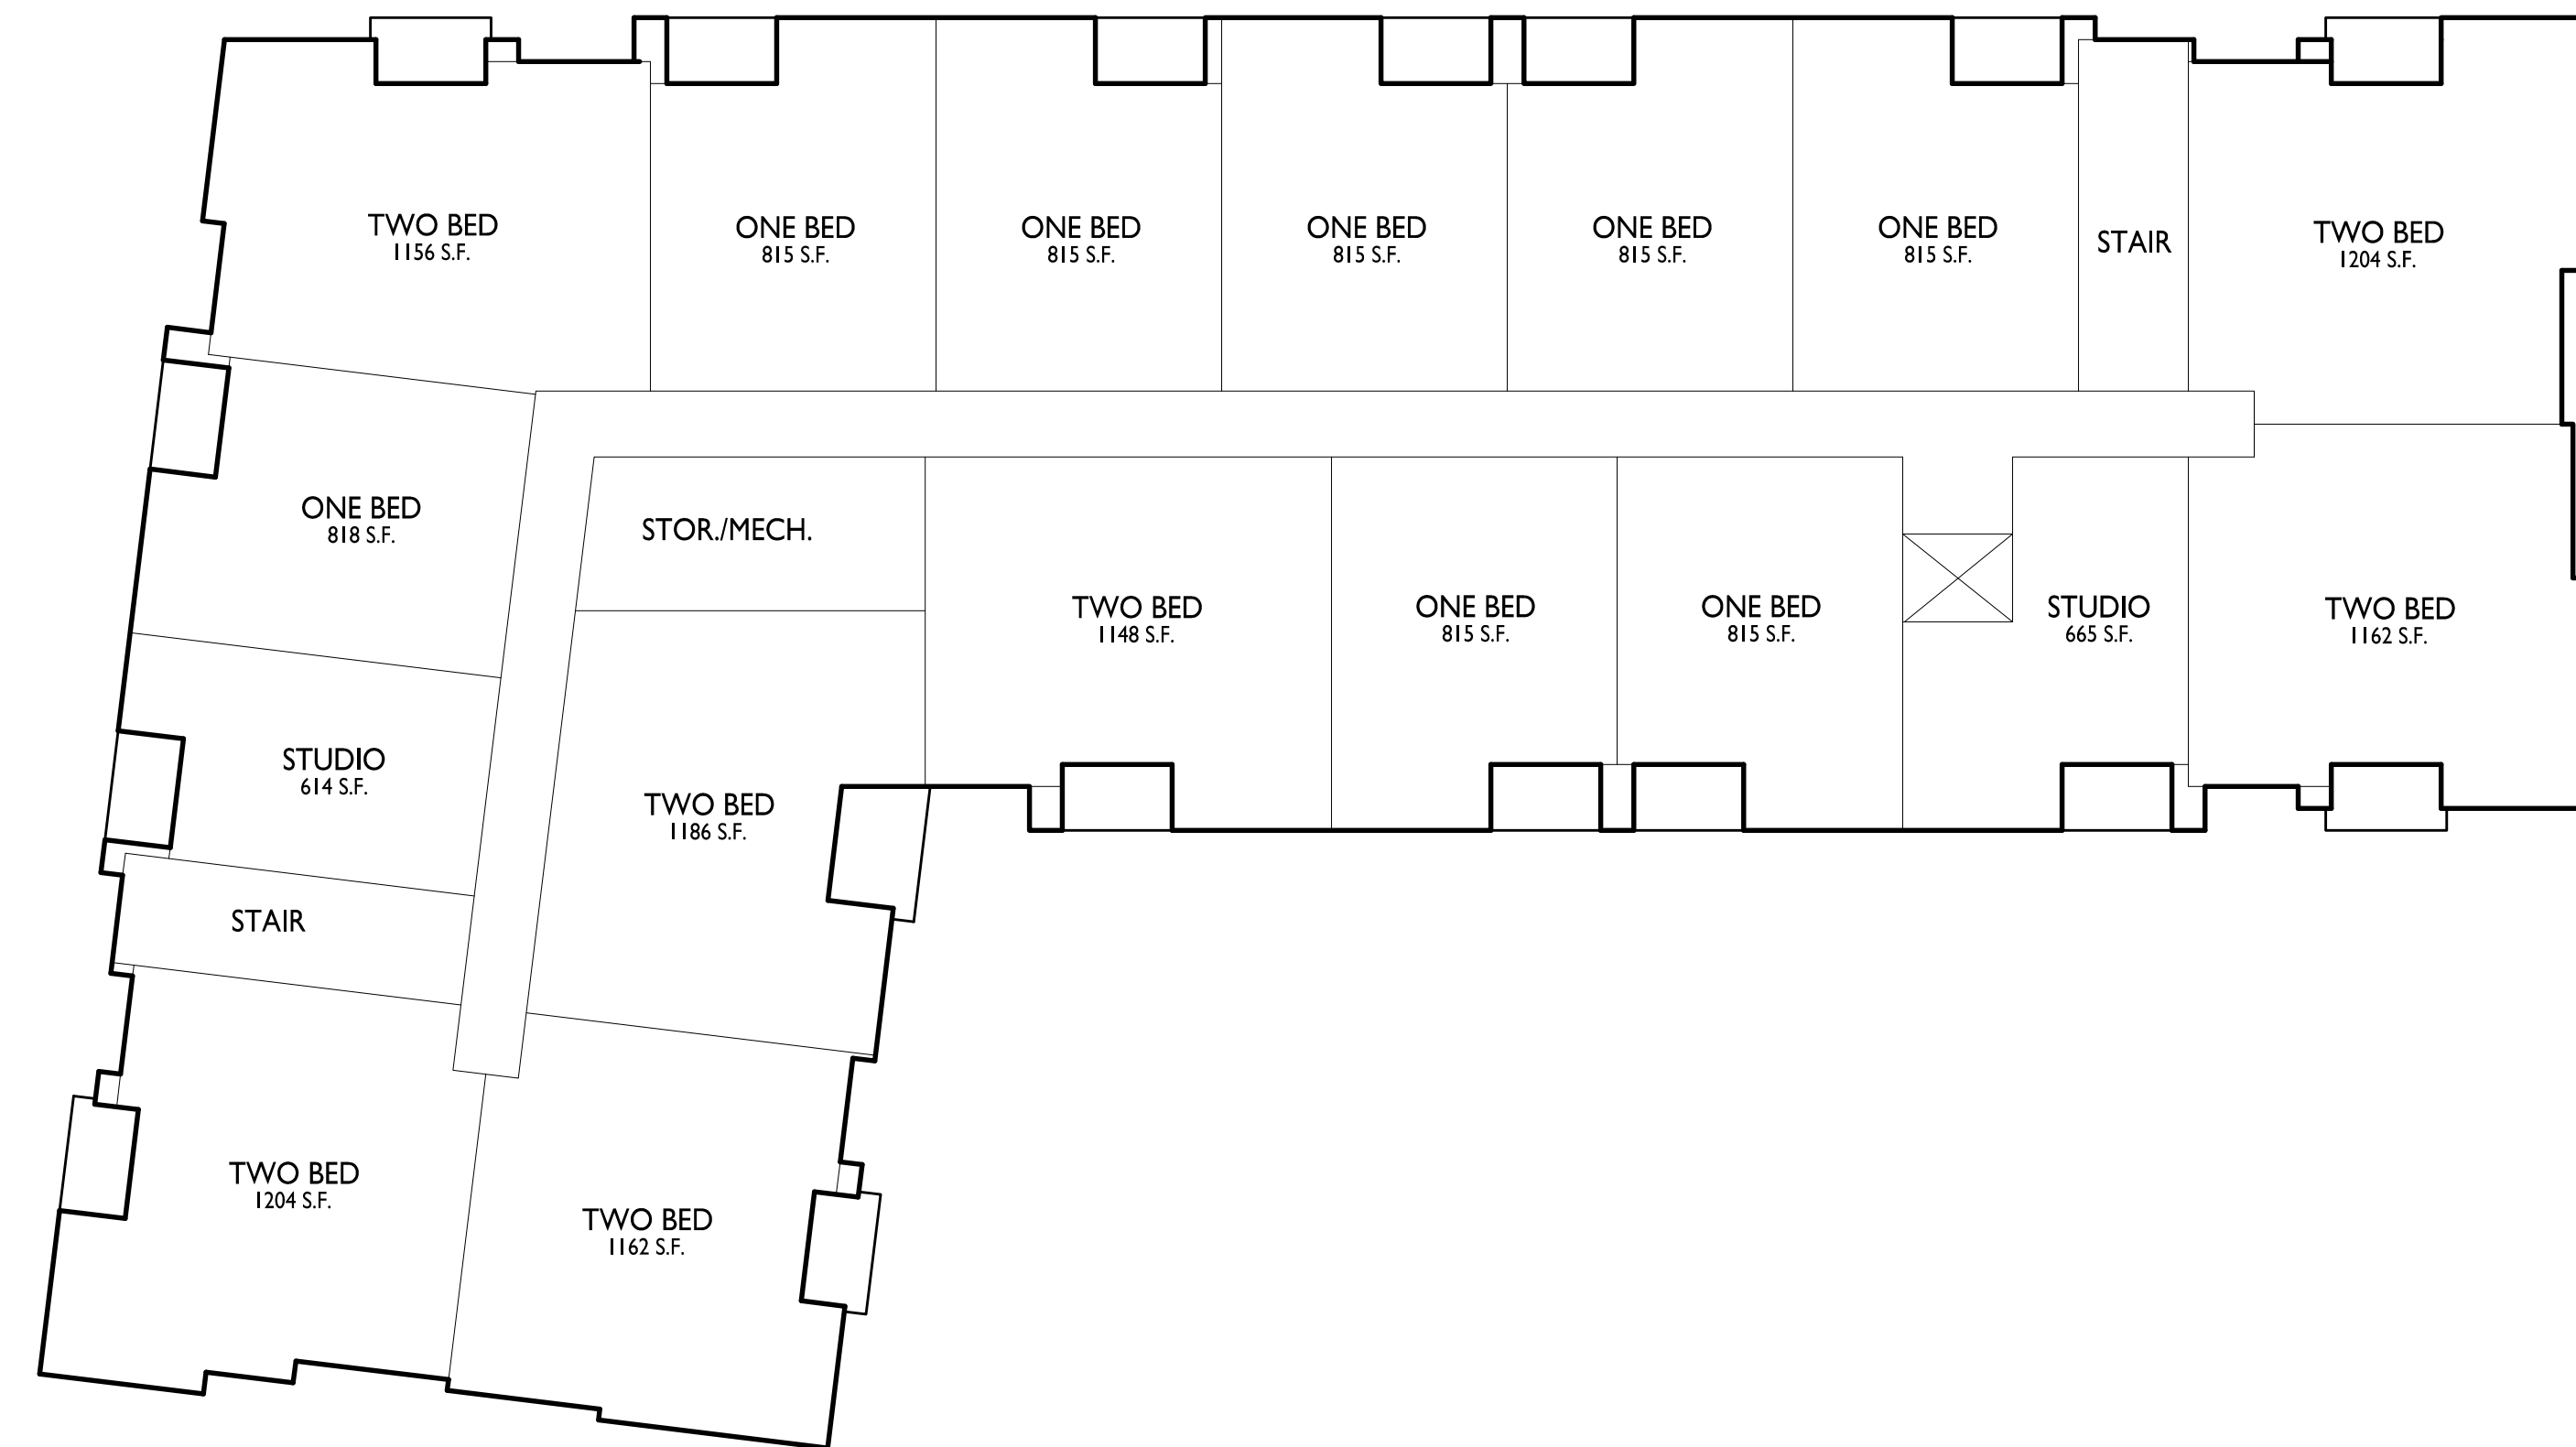 TWO BED
1156 S.F.
ONE BED
815 S.F.
ONE BED
815 S.F.
ONE BED
815 S.F.
ONE BED
815 S.F.
ONE BED
815 S.F.
STAIR
TWO BED
1204 S.F.
ONE BED
818 S.F.
STOR./MECH.
TWO BED
1148 S.F.
ONE BED
815 S.F.
ONE BED
815 S.F.
STUDIO
665 S.F.
TWO BED
1162 S.F.
STUDIO
614 S.F.
TWO BED
1186 S.F.
STAIR
TWO BED
1204 S.F.
TWO BED
1162 S.F.